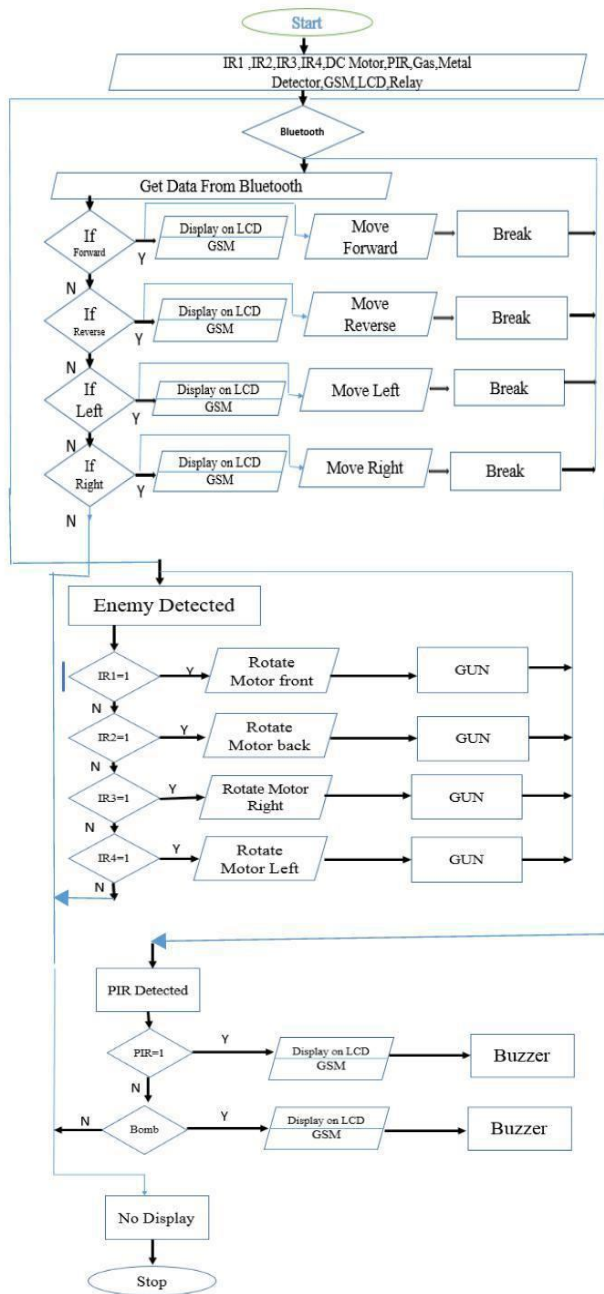 Start
IR1 ,IR2,IR3,IR4,DC Motor,PIR,Gas,Metal
Detector,GSM,LCD,Relay
Bluetooth
Get Data From Bluetooth
If
Forward
Y
Display on LCD
GSM
Move
Forward
Break
N
If
Reverse
Y
Display on LCD
GSM
Move
Reverse
Break
N
If
Left
Y
Display on LCD
GSM
Move Left
Break
N
If
Right
Y
Display on LCD
GSM
Move Right
Break
N
Enemy Detected
IR1=1
Y
Rotate
Motor front
GUN
N
IR2=1
Y
Rotate
Motor back
GUN
N
IR3=1
Y
Rotate Motor
Right
GUN
N
IR4=1
Y
Rotate
Motor Left
GUN
N
PIR Detected
PIR=1
Y
Display on LCD
GSM
Buzzer
N
N
Bomb
Y
Display on LCD
GSM
Buzzer
No Display
Stop